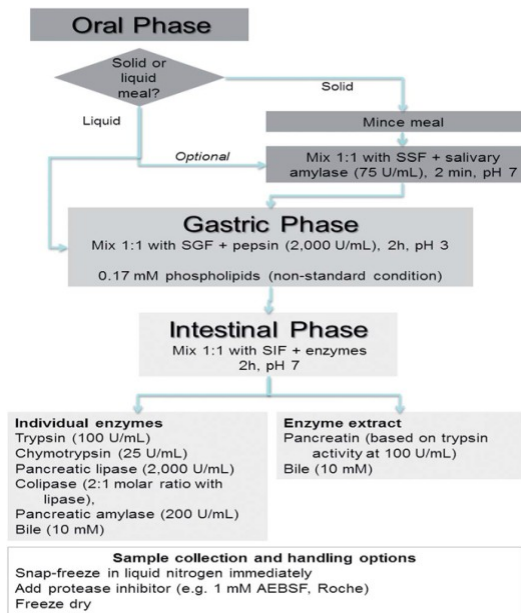 Oral Phase
Solid or
liquid
meal?
Solid
Liquid
Mince meal
Optional
Mix 1:1 with SSF + salivary
amylase (75 U/mL), 2 min, pH 7
Gastric Phase
Mix 1:1 with SGF + pepsin (2,000 U/mL), 2h, pH 3
0.17 mM phospholipids (non-standard condition)
Intestinal Phase
Mix 1:1 with SIF + enzymes
2h, pH 7
Individual enzymes
Trypsin (100 U/mL)
Chymotrypsin (25 U/mL)
Pancreatic lipase (2,000 U/mL)
Colipase (2:1 molar ratio with
lipase),
Pancreatic amylase (200 U/mL)
Bile (10 mM)
Enzyme extract
Pancreatin (based on trypsin
activity at 100 U/mL)
Bile (10 mM)
Sample collection and handling options
Snap-freeze in liquid nitrogen immediately
Add protease inhibitor (e.g. 1 mM AEBSF, Roche)
Freeze dry